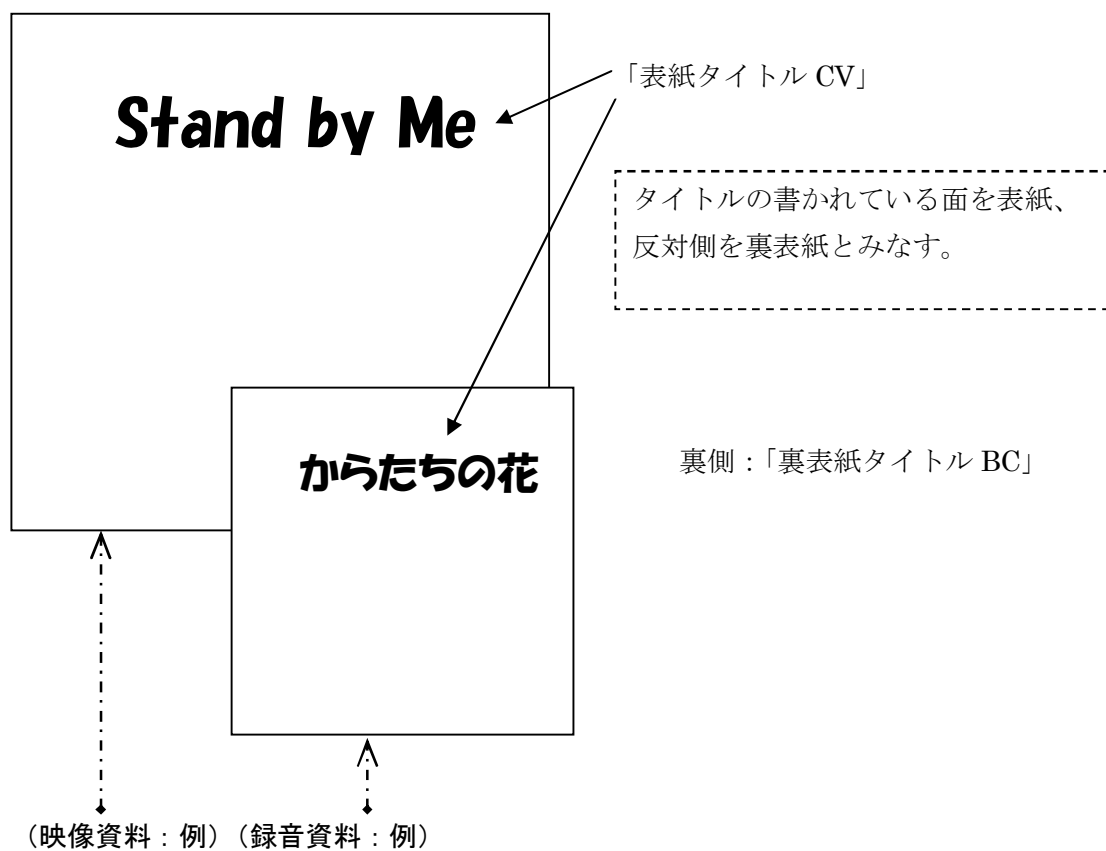 「表紙タイトル CV」
Stand by Me
タイトルの書かれている面を表紙、
反対側を裏表紙とみなす。
からたちの花
裏側：「裏表紙タイトル BC」
（映像資料：例）（録音資料：例）